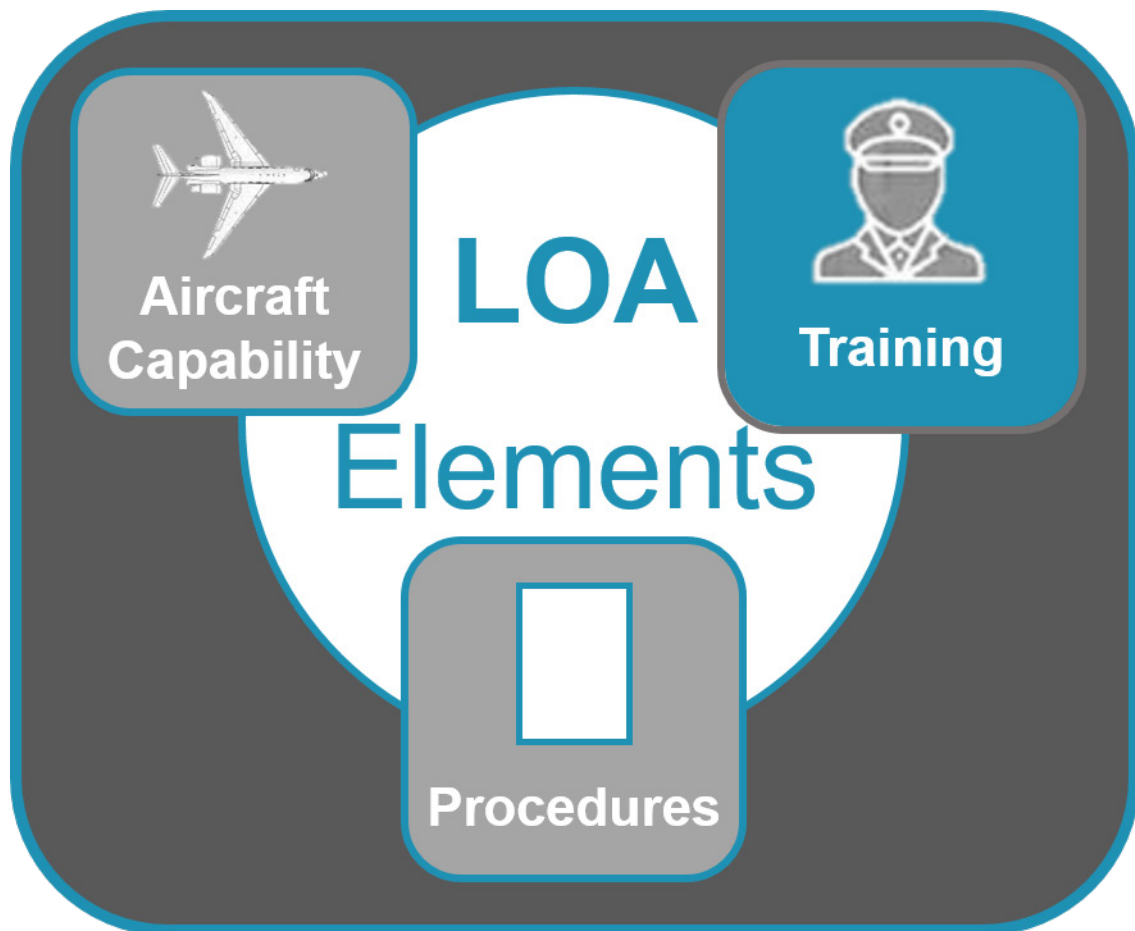 Aircraft
Capability
LOA
Elements
Training
Procedures